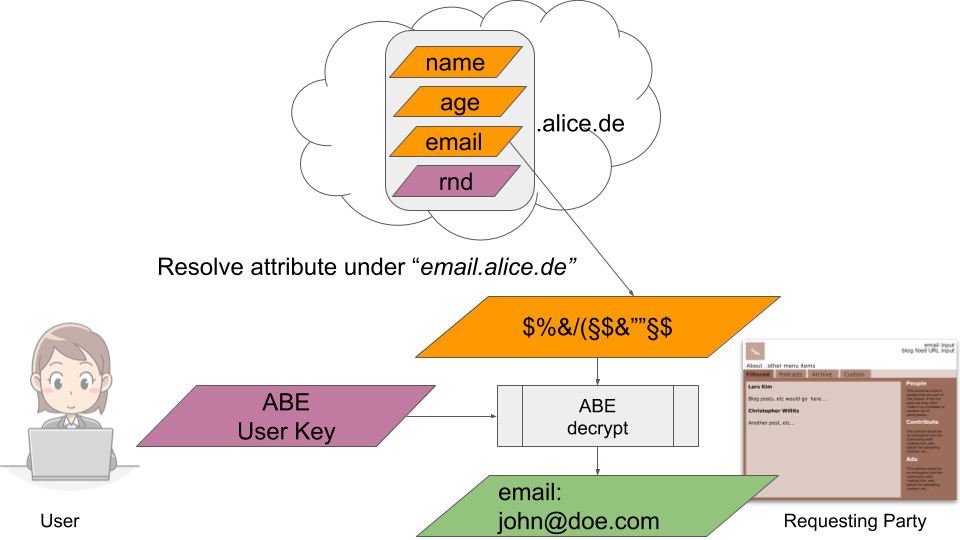 name
age
email
rnd
.alice.de
Resolve attribute under “email.alice.de”
$%&/(§$&””§$
ABE
User Key
ABE
decrypt
email:
john@doe.com
User
email input
blog feed URL input
About . other menu items
Filtered
Podcasts
Archive
Custom
Lars Kim
Blog posts, etc would go here ...
Christopher Willits
Another post, etc...
People
Contribute
Ads
Requesting Party